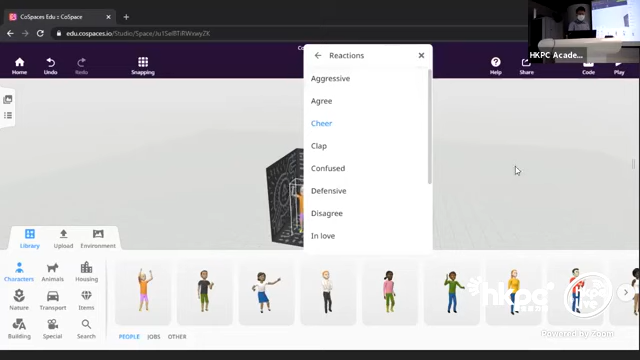 CoSpaces Edu :: CoSpace
edu.cospaces.io/Studio/Space/
HKPC Acade...
Home
Undo
Redo
Snapping
Help
Share
Code
Play
Reactions
Aggressive
Agree
Cheer
Clap
Confused
Defensive
Disagree
In love
Library
Upload
Environment
Characters
Animals
Housing
Nature
Transport
Items
Building
Special
Search
PEOPLE
JOBS
OTHER
hkpc
Powered by Zoom